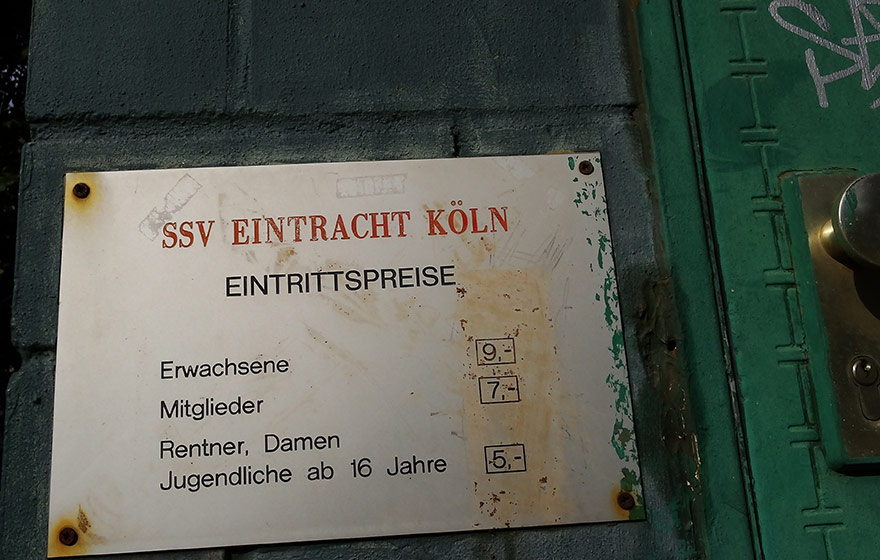 SSV EINTRACHT KÖLN
EINTRITTSPREISE
Erwachsene 9,-
Mitglieder 7,-
Rentner, Damen
Jugendliche ab 16 Jahre 5,-